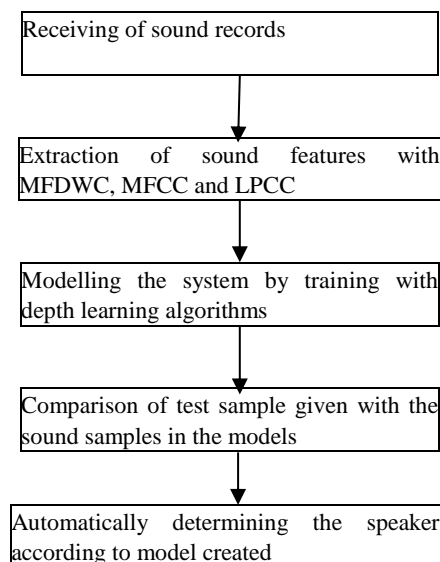 Receiving of sound records
Extraction of sound features with
MFDWC, MFCC and LPCC
Modelling the system by training with
depth learning algorithms
Comparison of test sample given with the
sound samples in the models
Automatically determining the speaker
according to model created